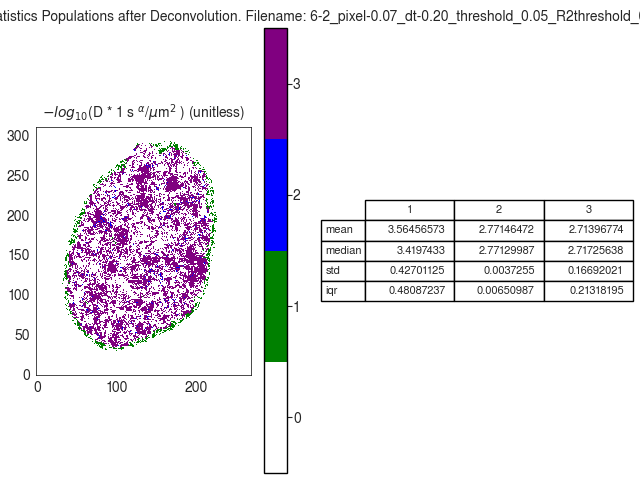 atistics Populations after Deconvolution. Filename: 6-2_pixel-0.07_dt-0.20_threshold_0.05_R2threshold_0
−log10(D * 1 s α/μm2 ) (unitless)
300
250
200
150
100
50
0
0 100 200
3
2
1
0
1 2 3
mean 3.56456573 2.77146472 2.71396774
median 3.4197433 2.77129987 2.71725638
std 0.42701125 0.0037255 0.16692021
iqr 0.48087237 0.00650987 0.21318195